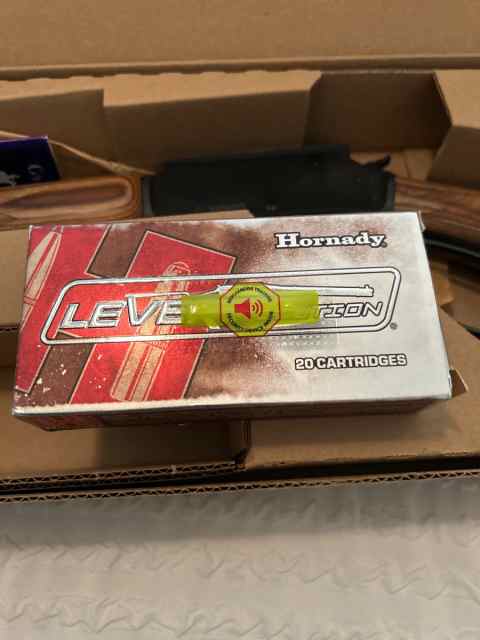 Hornady
LEVE TION ®
20 CARTRIDGES